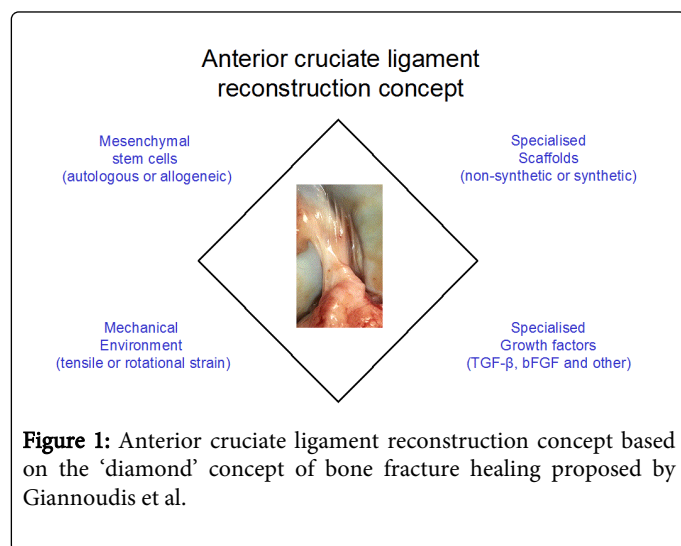 Anterior cruciate ligament
reconstruction concept
Mesenchymal
stem cells
(autologous or allogeneic)
Specialised
Scaffolds
(non-synthetic or synthetic)
Mechanical
Environment
(tensile or rotational strain)
Specialised
Growth factors
(TGF-β, bFGF and other)
Figure 1: Anterior cruciate ligament reconstruction concept based
on the ‘diamond’ concept of bone fracture healing proposed by
Giannoudis et al.